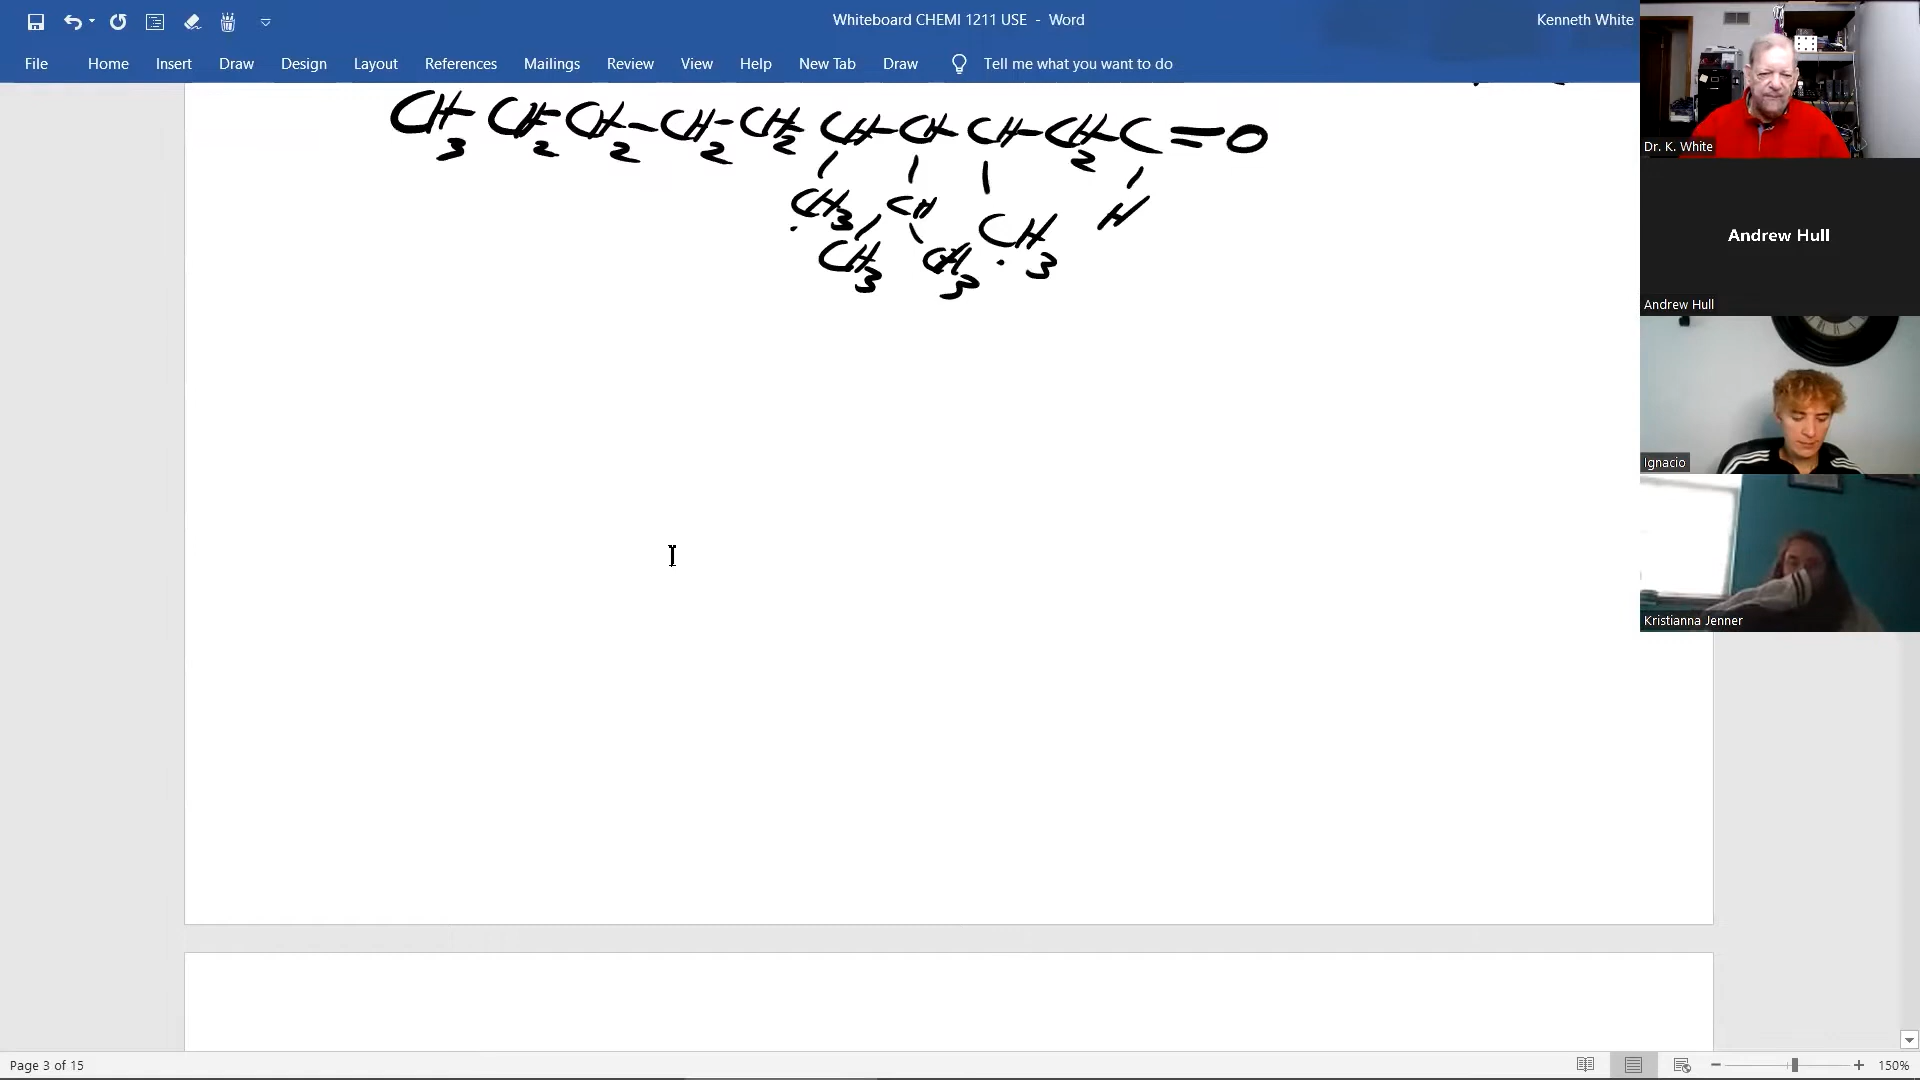 Whiteboard CHEMI 1211 USE - Word
Kenneth White
File Home Insert Draw Design Layout References Mailings Review View Help New Tab Draw Tell me what you want to do
CH3-CH2-CH2-CH2-CH2-CH-CH-CH-CH2-C=O
CH3 CH CH3 H
CH3 CH3
Dr. K. White
Andrew Hull
Andrew Hull
Ignacio
Kristianna Jenner
Page 3 of 15
150%